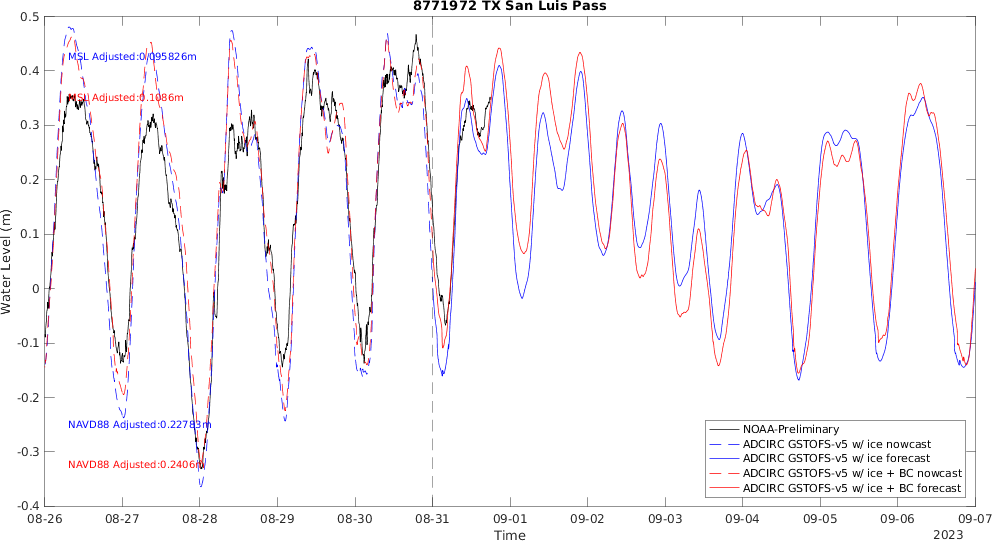 8771972 TX San Luis Pass
0.5
0.4
0.3
0.2
0.1
0
-0.1
-0.2
-0.3
-0.4
Water Level (m)
MSL Adjusted:0.095826m
MSL Adjusted:0.1086m
NAVD88 Adjusted:0.22783m
NAVD88 Adjusted:0.2406m
NOAA-Preliminary
ADCIRC GSTOFS-v5 w/ ice nowcast
ADCIRC GSTOFS-v5 w/ ice forecast
ADCIRC GSTOFS-v5 w/ ice + BC nowcast
ADCIRC GSTOFS-v5 w/ ice + BC forecast
08-26 08-27 08-28 08-29 08-30 08-31 09-01 09-02 09-03 09-04 09-05 09-06 09-07
Time
2023